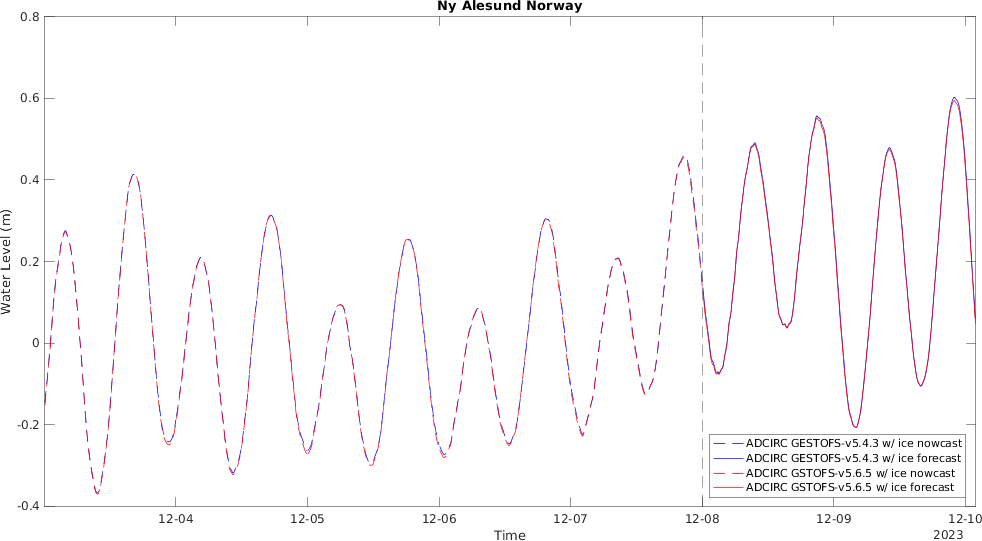 Ny Alesund Norway
0.8
0.6
0.4
0.2
0
-0.2
-0.4
Water Level (m)
ADCIRC GESTOFS-v5.4.3 w/ ice nowcast
ADCIRC GESTOFS-v5.4.3 w/ ice forecast
ADCIRC GSTOFS-v5.6.5 w/ ice nowcast
ADCIRC GSTOFS-v5.6.5 w/ ice forecast
12-04 12-05 12-06 12-07 12-08 12-09 12-10
Time
2023